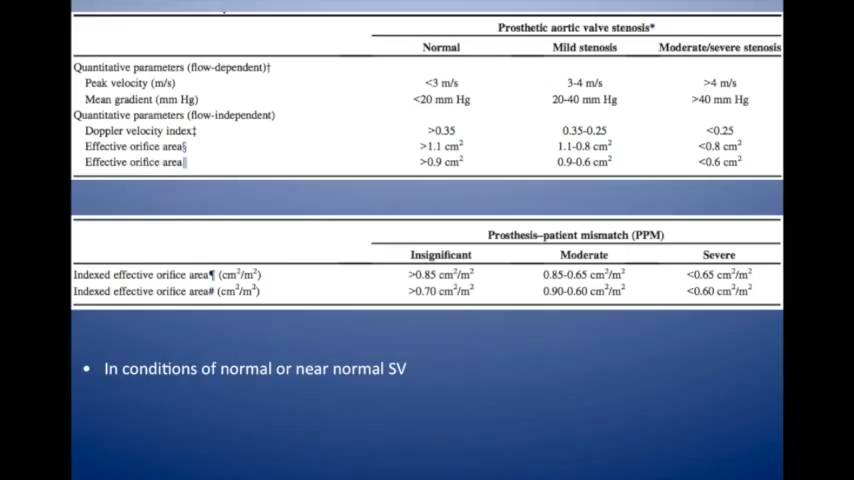 Prosthetic aortic valve stenosis*
Normal Mild stenosis Moderate/severe stenosis
Quantitative parameters (flow-dependent)†
Peak velocity (m/s) <3 m/s 3-4 m/s >4 m/s
Mean gradient (mm Hg) <20 mm Hg 20-40 mm Hg >40 mm Hg
Quantitative parameters (flow-independent)
Doppler velocity index‡ >0.35 0.35-0.25 <0.25
Effective orifice area§ >1.1 cm² 1.1-0.8 cm² <0.8 cm²
Effective orifice area‖ >0.9 cm² 0.9-0.6 cm² <0.6 cm²
Prosthesis–patient mismatch (PPM)
Insignificant Moderate Severe
Indexed effective orifice area¶ (cm²/m²) >0.85 cm²/m² 0.85-0.65 cm²/m² <0.65 cm²/m²
Indexed effective orifice area# (cm²/m²) >0.70 cm²/m² 0.90-0.60 cm²/m² <0.60 cm²/m²
• In conditions of normal or near normal SV